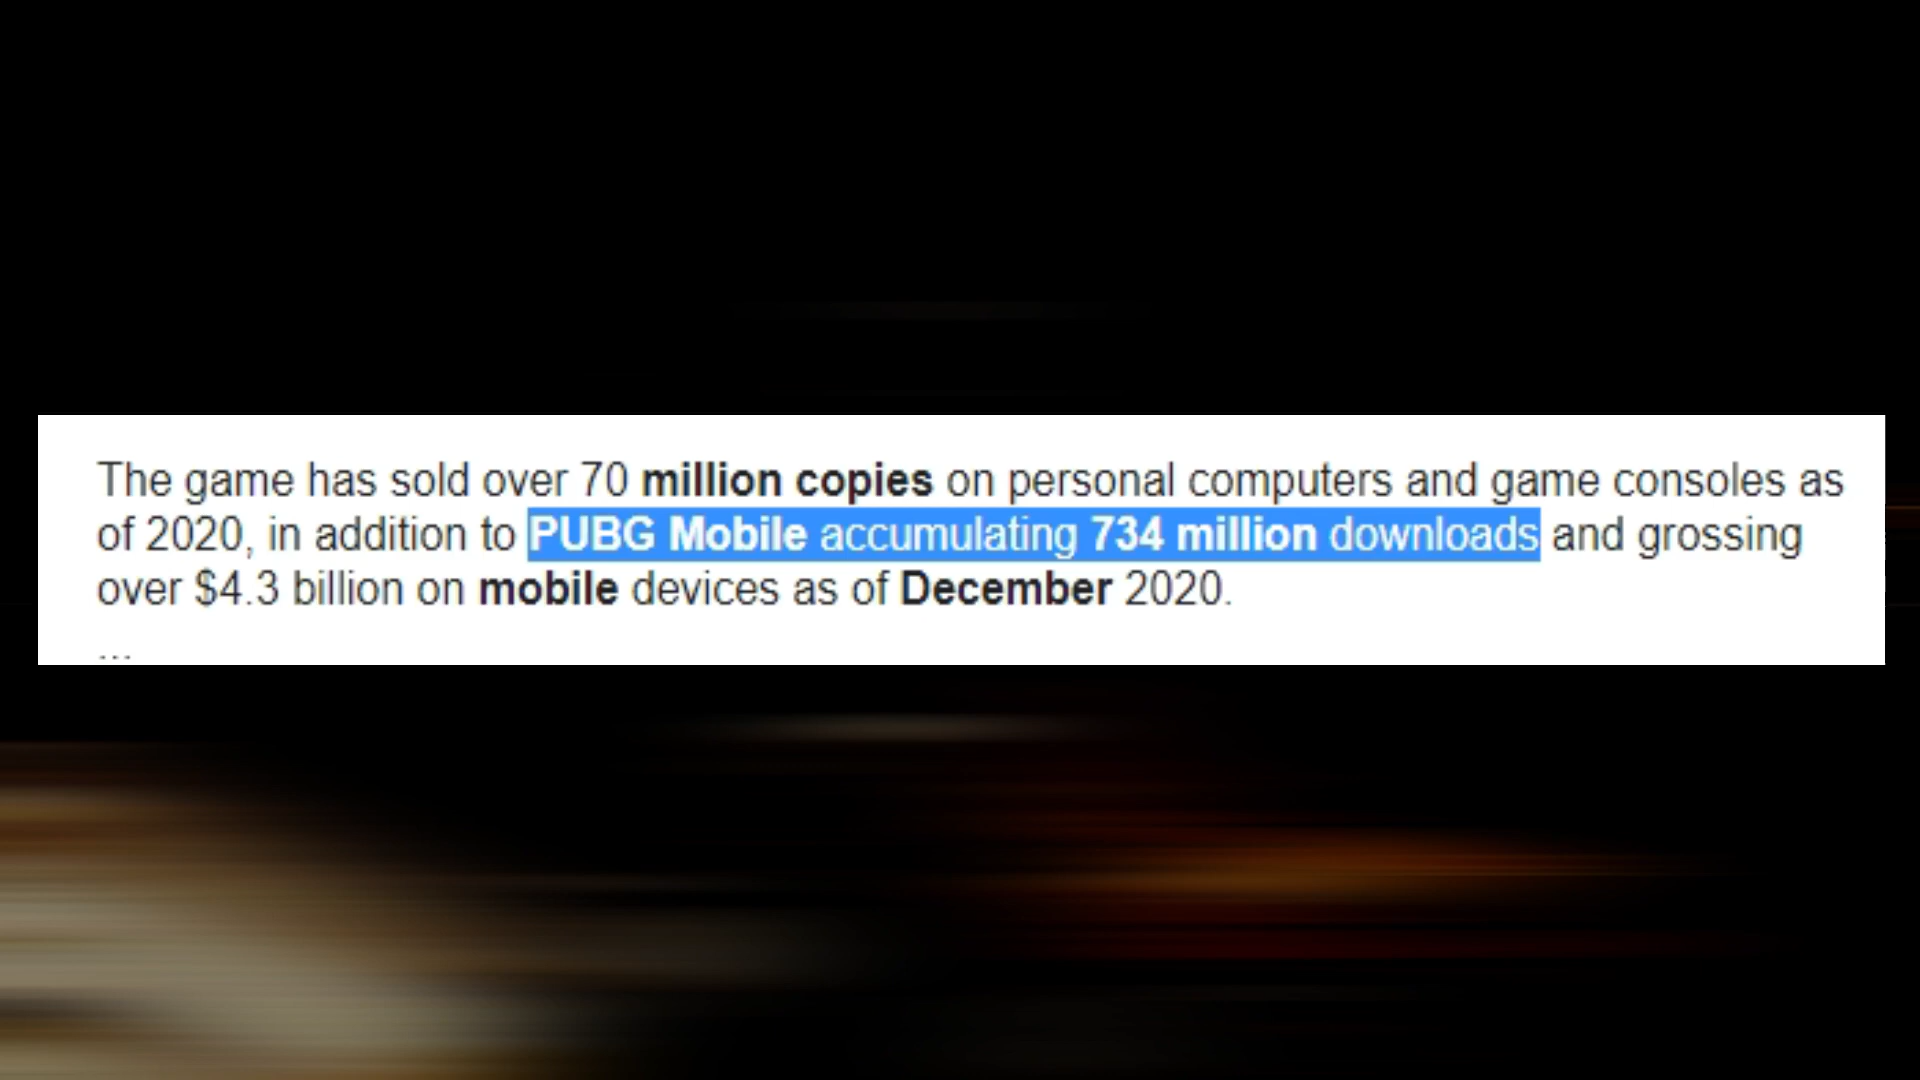 The game has sold over 70 million copies on personal computers and game consoles as
of 2020, in addition to PUBG Mobile accumulating 734 million downloads and grossing
over $4.3 billion on mobile devices as of December 2020.
...